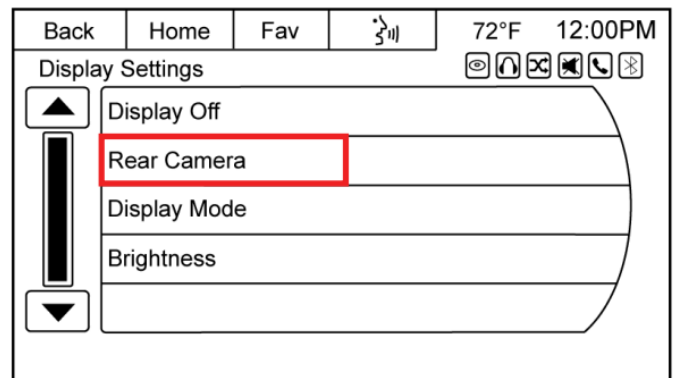 Back Home Fav 72°F 12:00PM
Display Settings
Display Off
Rear Camera
Display Mode
Brightness